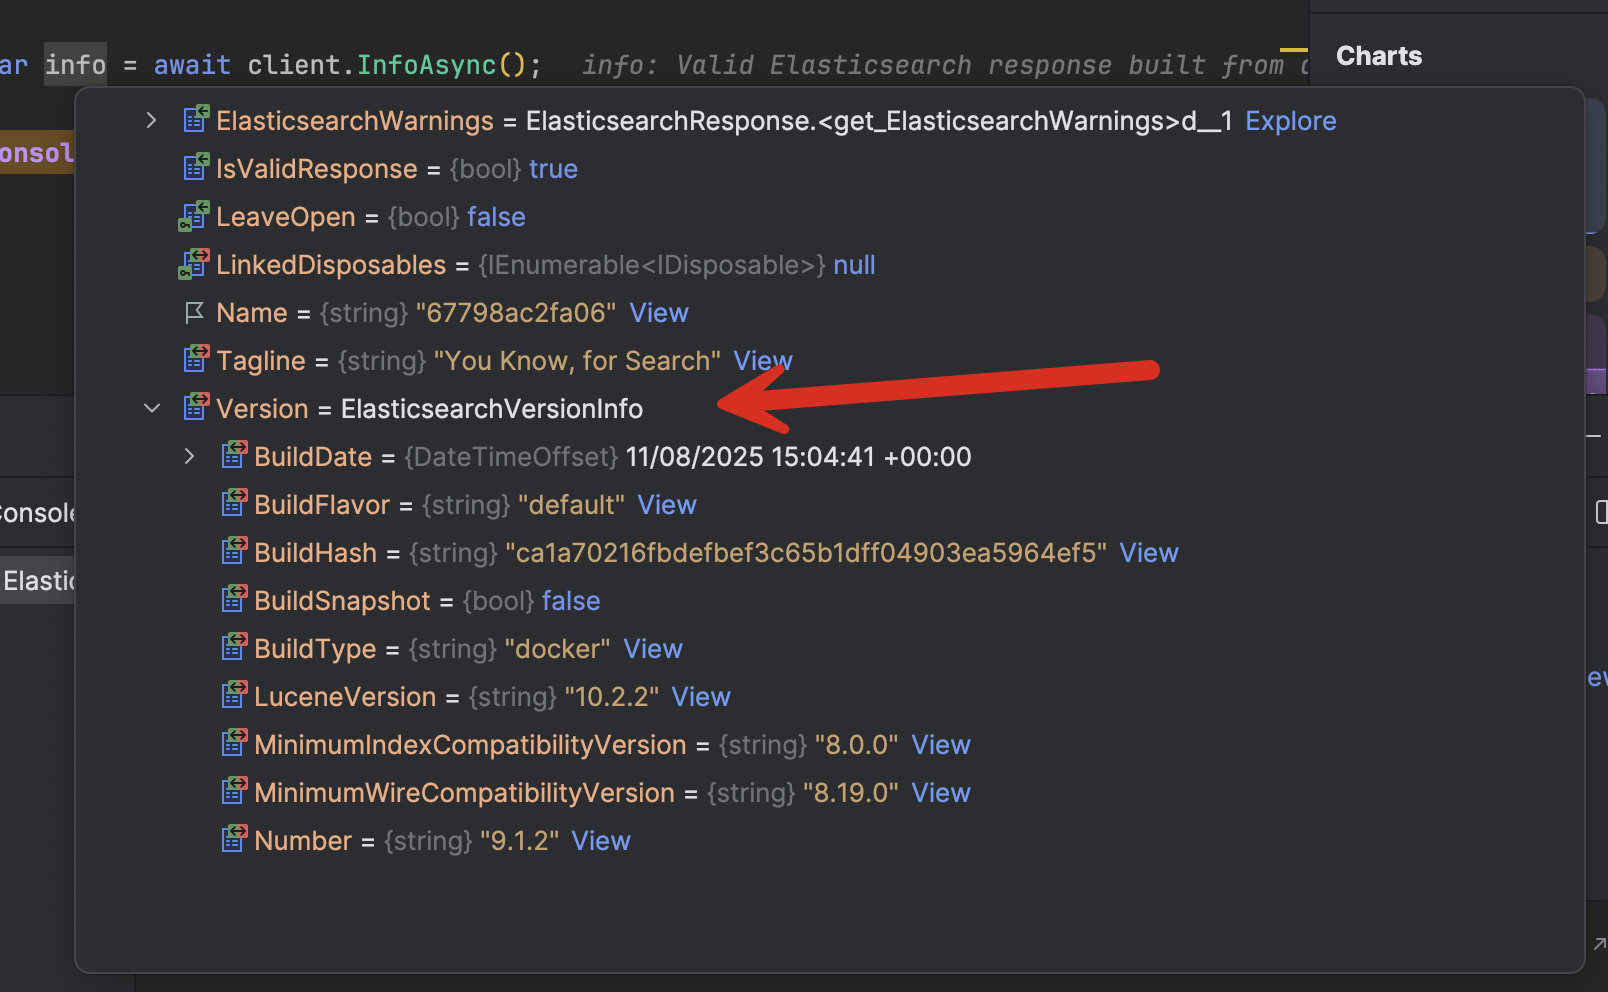 ar info = await client.InfoAsync(); info: Valid Elasticsearch response built from
Charts
ElasticsearchWarnings = ElasticsearchResponse.<get_ElasticsearchWarnings>d__1 Explore
onsol
IsValidResponse = {bool} true
LeaveOpen = {bool} false
LinkedDisposables = {IEnumerable<IDisposable>} null
Name = {string} "67798ac2fa06" View
Tagline = {string} "You Know, for Search" View
Version = ElasticsearchVersionInfo
BuildDate = {DateTimeOffset} 11/08/2025 15:04:41 +00:00
BuildFlavor = {string} "default" View
Console
BuildHash = {string} "ca1a70216fbdefbef3c65b1dff04903ea5964ef5" View
Elastic
BuildSnapshot = {bool} false
BuildType = {string} "docker" View
LuceneVersion = {string} "10.2.2" View
MinimumIndexCompatibilityVersion = {string} "8.0.0" View
MinimumWireCompatibilityVersion = {string} "8.19.0" View
Number = {string} "9.1.2" View